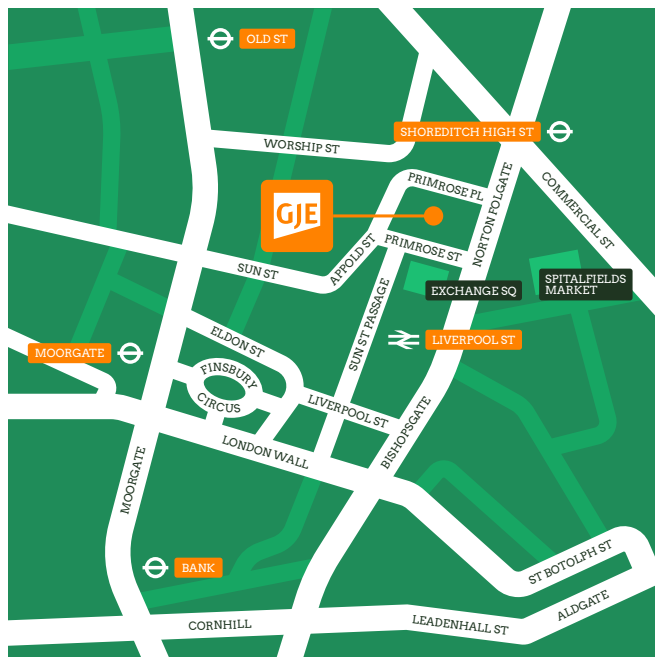 OLD ST
SHOREDITCH HIGH ST
WORSHIP ST
PRIMROSE PL
COMMERCIAL ST
GJE
NORTON FOLGATE
APPOLD ST
PRIMROSE ST
SUN ST
EXCHANGE SQ
SPITALFIELDS
MARKET
SUN ST PASSAGE
ELDON ST
LIVERPOOL ST
MOORGATE
FINSBURY
CIRCUS
LIVERPOOL ST
BISHOPSGATE
LONDON WALL
MOORGATE
BANK
ST BOTOLPH ST
ALDGATE
CORNHILL
LEADENHALL ST